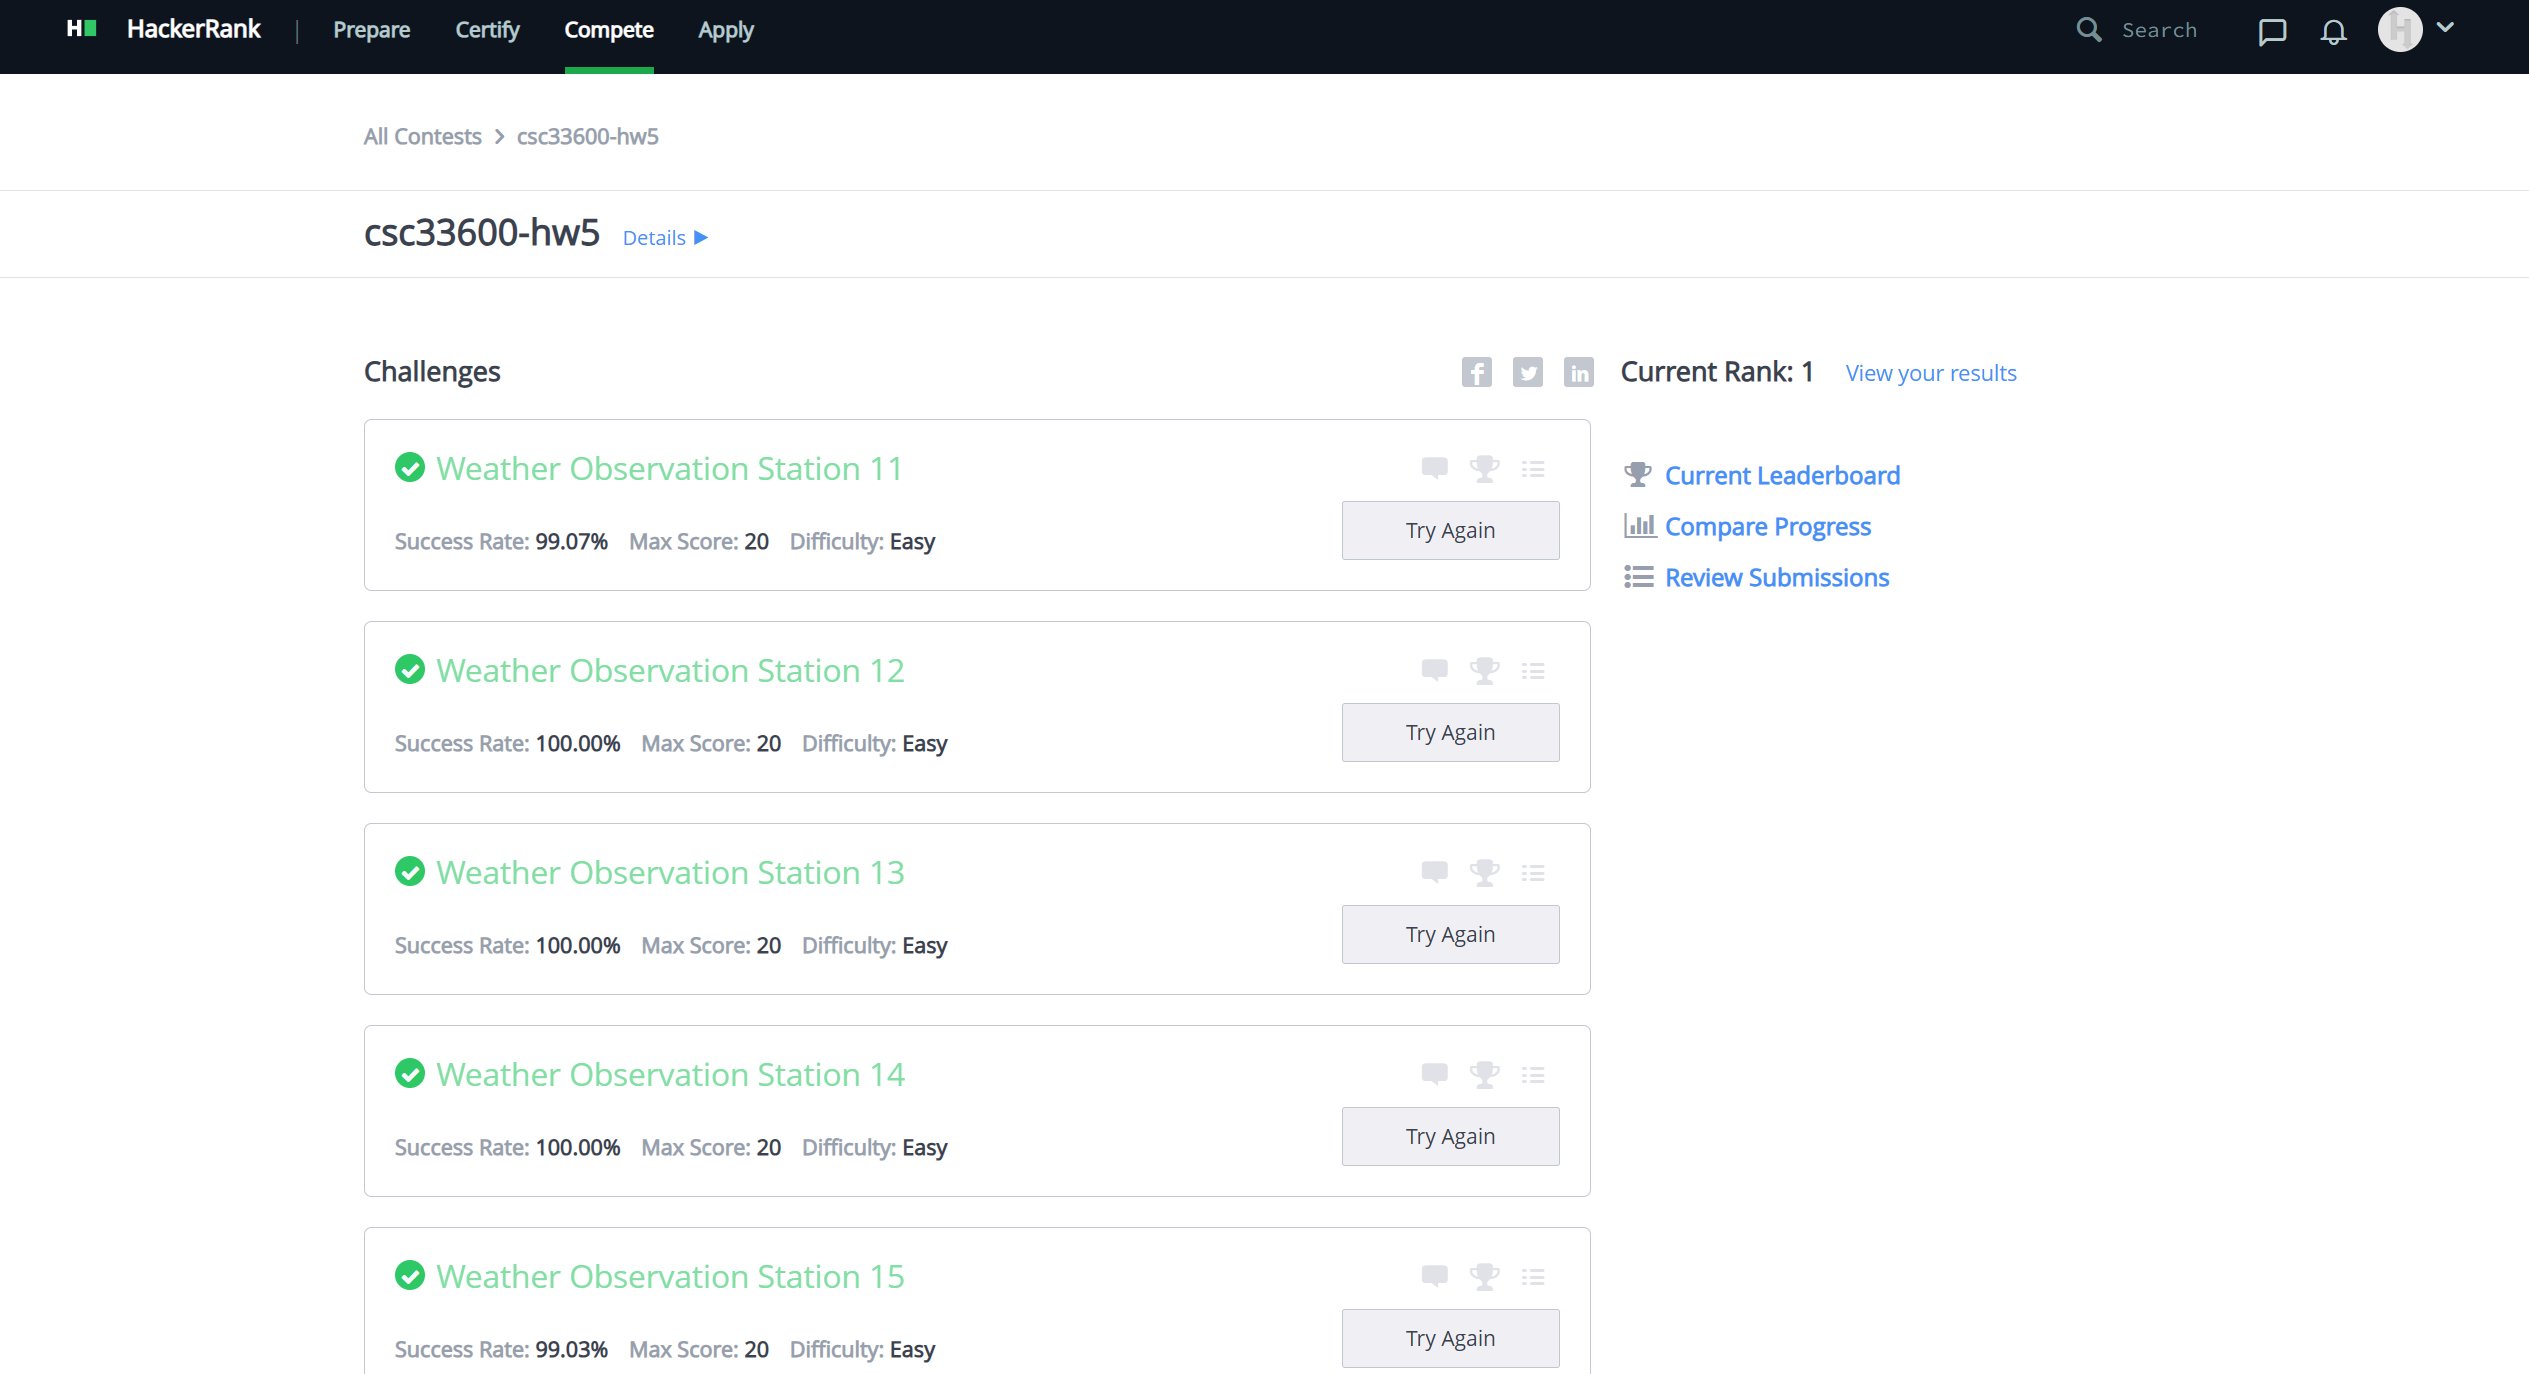 HackerRank | Prepare Certify Compete Apply Search
All Contests > csc33600-hw5
csc33600-hw5 Details ▶
Challenges
Current Rank: 1 View your results
Weather Observation Station 11
Success Rate: 99.07% Max Score: 20 Difficulty: Easy
Try Again
Current Leaderboard
Compare Progress
Review Submissions
Weather Observation Station 12
Success Rate: 100.00% Max Score: 20 Difficulty: Easy
Try Again
Weather Observation Station 13
Success Rate: 100.00% Max Score: 20 Difficulty: Easy
Try Again
Weather Observation Station 14
Success Rate: 100.00% Max Score: 20 Difficulty: Easy
Try Again
Weather Observation Station 15
Success Rate: 99.03% Max Score: 20 Difficulty: Easy
Try Again